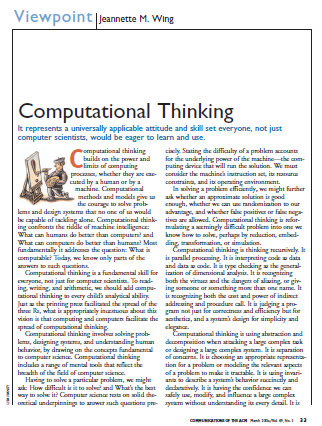 Viewpoint | Jeannette M. Wing
Computational Thinking
It represents a universally applicable attitude and skill set everyone, not just
computer scientists, would be eager to learn and use.
Computational thinking
builds on the power and
limits of computing
processes, whether they are exe-
cuted by a human or by a
machine. Computational
methods and models give us
the courage to solve prob-
lems and design systems that no one of us would
be capable of tackling alone. Computational think-
ing confronts the riddle of machine intelligence:
What can humans do better than computers? and
What can computers do better than humans? Most
fundamentally it addresses the question: What is
computable? Today, we know only parts of the
answers to such questions.
Computational thinking is a fundamental skill for
everyone, not just for computer scientists. To read-
ing, writing, and arithmetic, we should add compu-
tational thinking to every child's analytical ability.
Just as the printing press facilitated the spread of the
three Rs, what is appropriately incestuous about this
vision is that computing and computers facilitate the
spread of computational thinking.
Computational thinking involves solving prob-
lems, designing systems, and understanding human
behavior, by drawing on the concepts fundamental
to computer science. Computational thinking
includes a range of mental tools that reflect the
breadth of the field of computer science.
Having to solve a particular problem, we might
ask: How difficult is it to solve? and What's the best
way to solve it? Computer science rests on solid the-
oretical underpinnings to answer such questions pre-
cisely. Stating the difficulty of a problem accounts
for the underlying power of the machine—the com-
puting device that will run the solution. We must
consider the machine's instruction set, its resource
constraints, and its operating environment.
In solving a problem efficiently, we might further
ask whether an approximate solution is good
enough, whether we can use randomization to our
advantage, and whether false positives or false nega-
tives are allowed. Computational thinking is refor-
mulating a seemingly difficult problem into one we
know how to solve, perhaps by reduction, embed-
ding, transformation, or simulation.
Computational thinking is thinking recursively. It
is parallel processing. It is interpreting code as data
and data as code. It is type checking as the general-
ization of dimensional analysis. It is recognizing
both the virtues and the dangers of aliasing, or giv-
ing someone or something more than one name. It
is recognizing both the cost and power of indirect
addressing and procedure call. It is judging a pro-
gram not just for correctness and efficiency but for
aesthetics, and a system's design for simplicity and
elegance.
Computational thinking is using abstraction and
decomposition when attacking a large complex task
or designing a large complex system. It is separation
of concerns. It is choosing an appropriate representa-
tion for a problem or modeling the relevant aspects
of a problem to make it tractable. It is using invari-
ants to describe a system's behavior succinctly and
declaratively. It is having the confidence we can
safely use, modify, and influence a large complex
system without understanding its every detail. It is
COMMUNICATIONS OF THE ACM March 2006/Vol. 49, No. 3 33